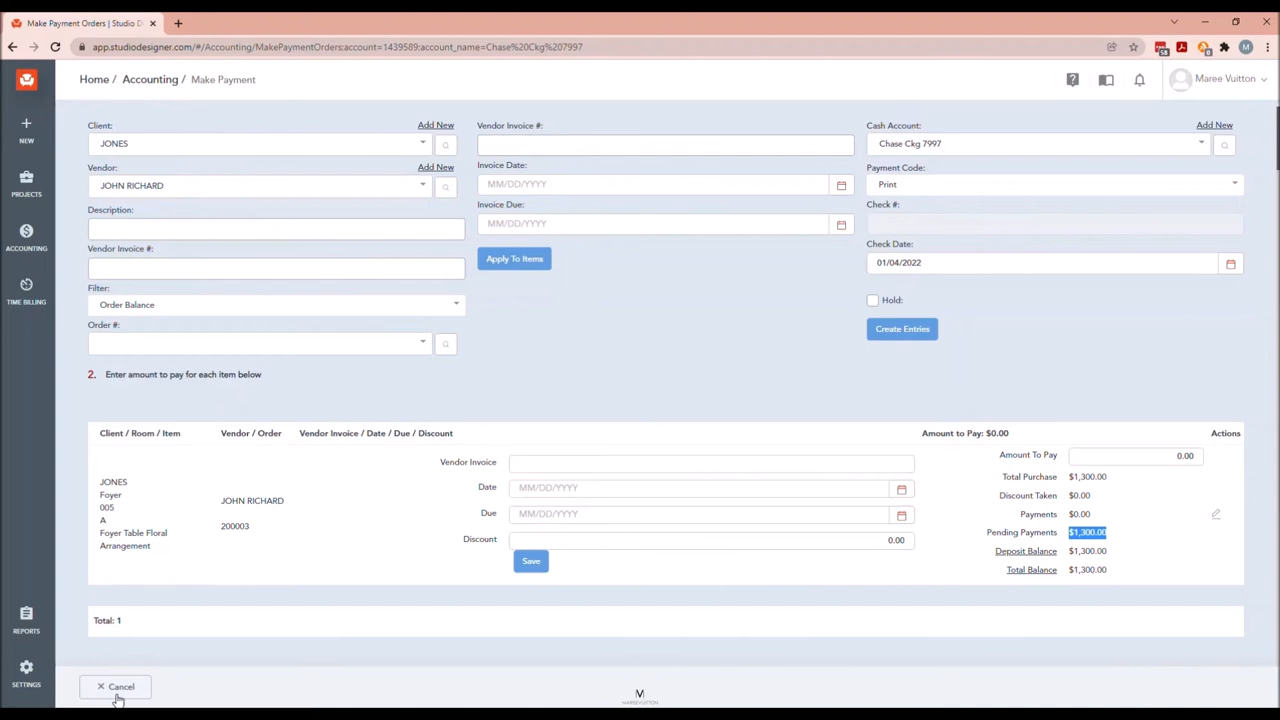 Make Payment Orders | Studio D
app.studiodesigner.com/#/Accounting/MakePaymentOrders;account=1439589;account_name=Chase%20Ckg%207997
58
0
M
Home / Accounting / Make Payment
Maree Vuitton
NEW
PROJECTS
ACCOUNTING
TIME BILLING
REPORTS
SETTINGS
Client:
Add New
JONES
Vendor:
Add New
JOHN RICHARD
Description:
Vendor Invoice #:
Filter:
Order Balance
Order #:
Vendor Invoice #:
Invoice Date:
MM/DD/YYYY
Invoice Due:
MM/DD/YYYY
Apply To Items
Cash Account:
Add New
Chase Ckg 7997
Payment Code:
Print
Check #:
Check Date:
01/04/2022
Hold:
Create Entries
2. Enter amount to pay for each item below
Client / Room / Item Vendor / Order Vendor Invoice / Date / Due / Discount Amount to Pay: $0.00 Actions
JONES
Foyer
005
A
Foyer Table Floral
Arrangement
JOHN RICHARD
200003
Vendor Invoice
Date MM/DD/YYYY
Due MM/DD/YYYY
Discount 0.00
Save
Amount To Pay 0.00
Total Purchase $1,300.00
Discount Taken $0.00
Payments $0.00
Pending Payments $1,300.00
Deposit Balance $1,300.00
Total Balance $1,300.00
Total: 1
Cancel
M
MAREEVUITTON